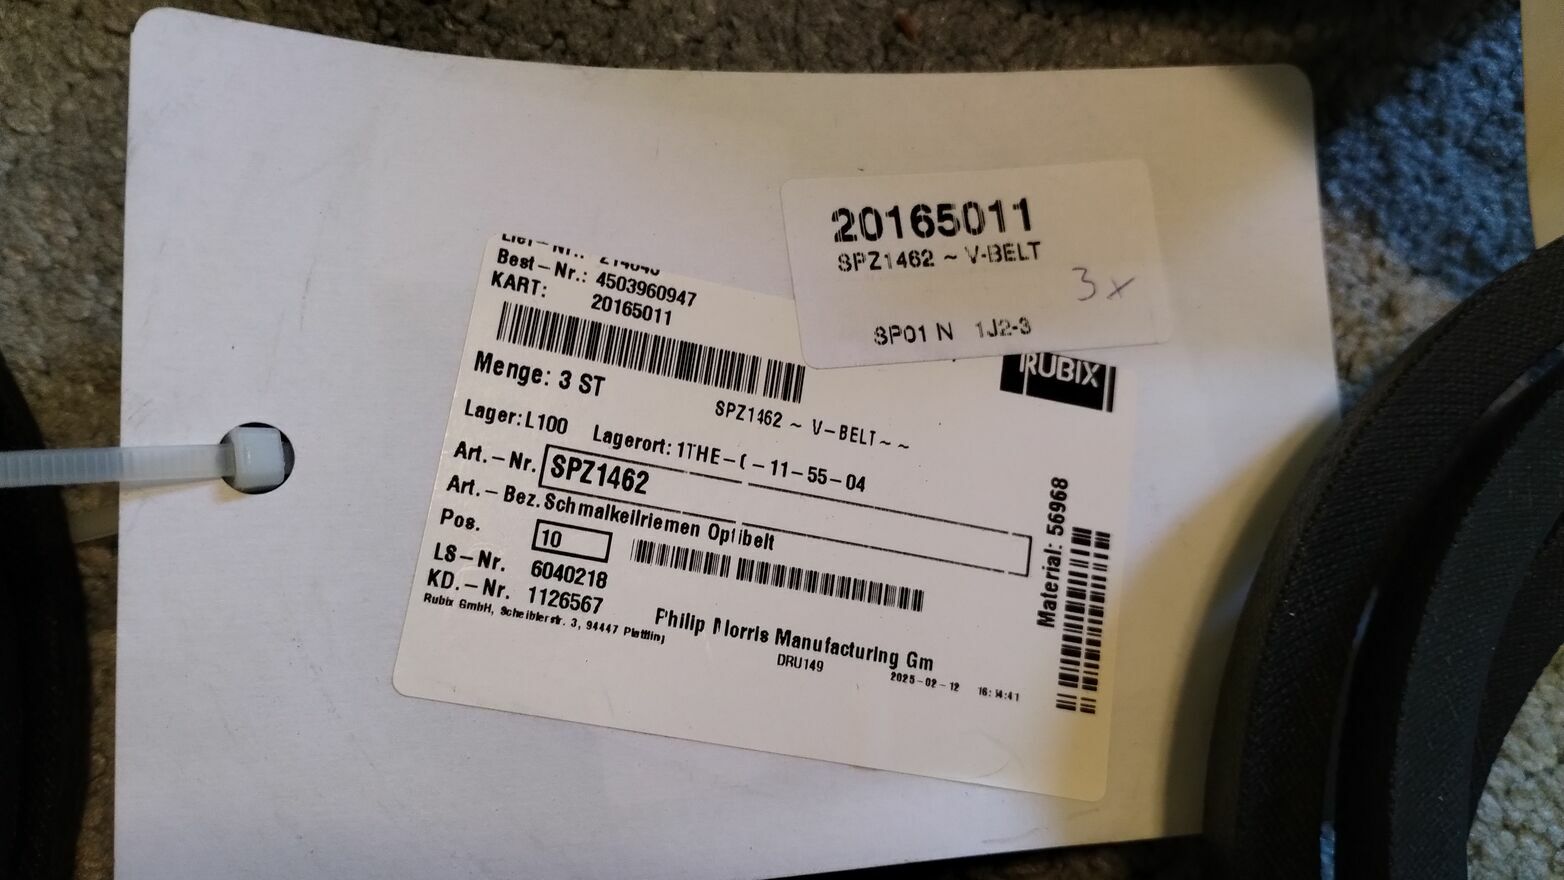 20165011
SPZ1462 ~ V-BELT
3x
SP01 N 1J2-3
RUBIX
Best-Nr.: 4503960947
KART: 20165011
Menge: 3 ST
SPZ1462 ~ V-BELT~~
Lager: L100 Lagerort: 1THE-(-11-55-04
Art.-Nr. SPZ1462
Art.-Bez. Schmalkeilriemen Optibelt
Pos. 10
LS-Nr. 6040218
KD.-Nr. 1126567
Philip Morris Manufacturing Gm
Rubix GmbH, Scheiblerstr. 3, 94447 Plattling
DRU149
2025-02-12 16:14:41
Material: 56968